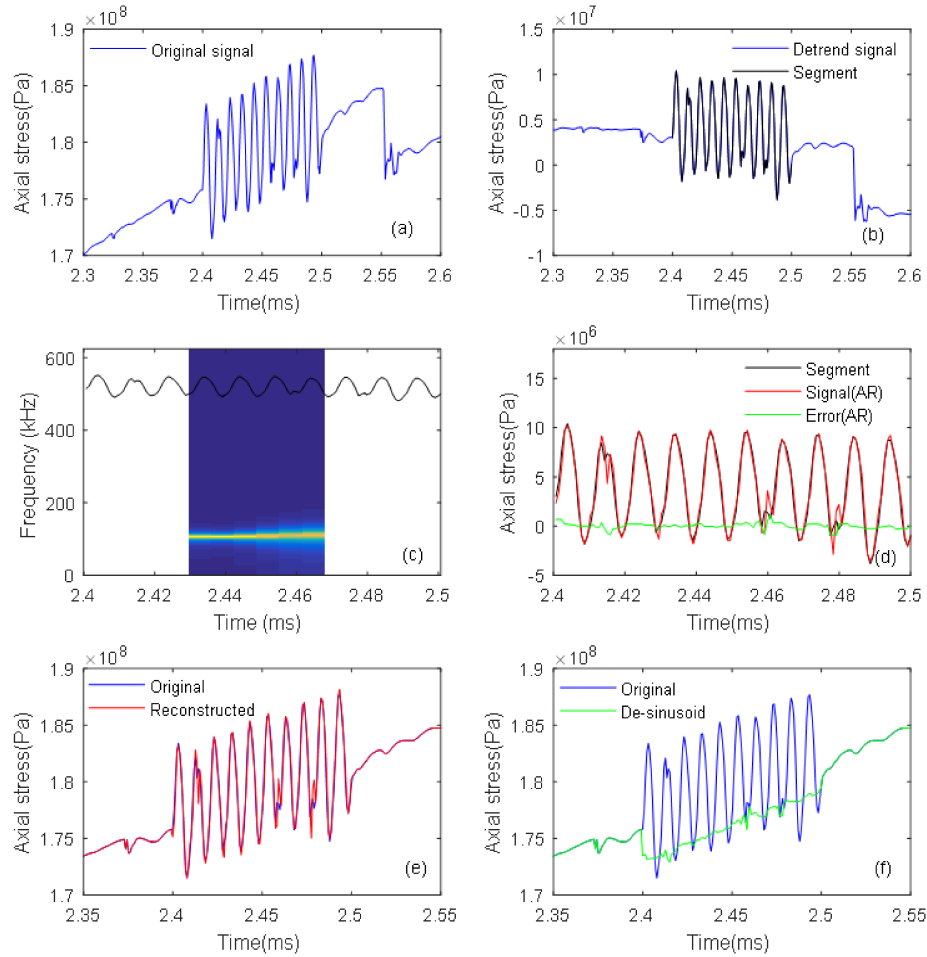 ×10^8
1.9
1.85
1.8
1.75
1.7
Axial stress(Pa)
Original signal
(a)
2.3 2.35 2.4 2.45 2.5 2.55 2.6
Time(ms)
×10^7
1.5
1
0.5
0
-0.5
-1
Axial stress(Pa)
Detrend signal
Segment
(b)
2.3 2.35 2.4 2.45 2.5 2.55 2.6
Time(ms)
600
400
200
0
Frequency (kHz)
(c)
2.4 2.42 2.44 2.46 2.48 2.5
Time (ms)
×10^6
15
10
5
0
-5
Axial stress(Pa)
Segment
Signal(AR)
Error(AR)
(d)
2.4 2.42 2.44 2.46 2.48 2.5
Time(ms)
×10^8
1.9
1.85
1.8
1.75
1.7
Axial stress(Pa)
Original
Reconstructed
(e)
2.35 2.4 2.45 2.5 2.55
Time(ms)
×10^8
1.9
1.85
1.8
1.75
1.7
Axial stress(Pa)
Original
De-sinusoid
(f)
2.35 2.4 2.45 2.5 2.55
Time(ms)